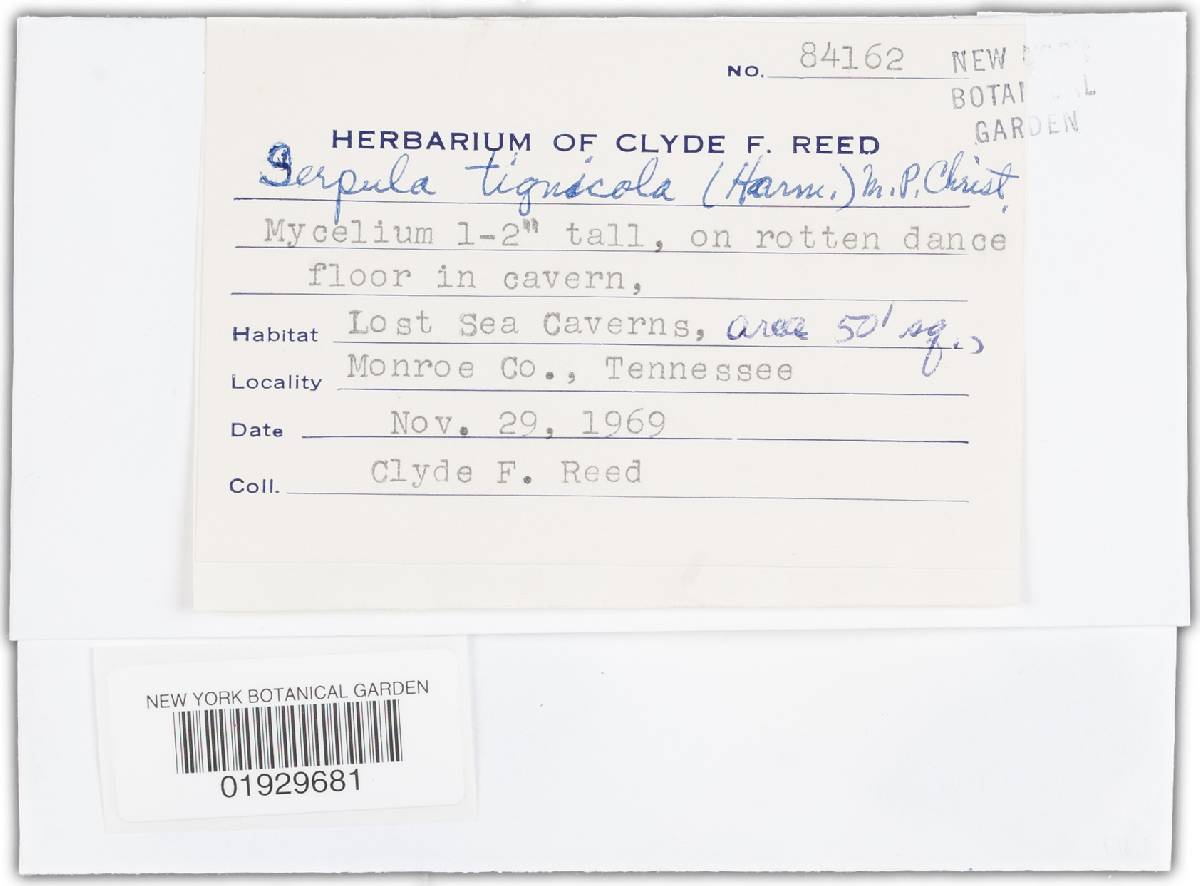 NO. 84162
NEW
BOTANICAL
GARDEN
HERBARIUM OF CLYDE F. REED
Serpula tignicola (Harm.) M.P. Christ.
Mycelium 1-2" tall, on rotten dance
floor in cavern,
Habitat Lost Sea Caverns, area 50' sq.,
Locality Monroe Co., Tennessee
Date Nov. 29, 1969
Coll. Clyde F. Reed
NEW YORK BOTANICAL GARDEN
01929681